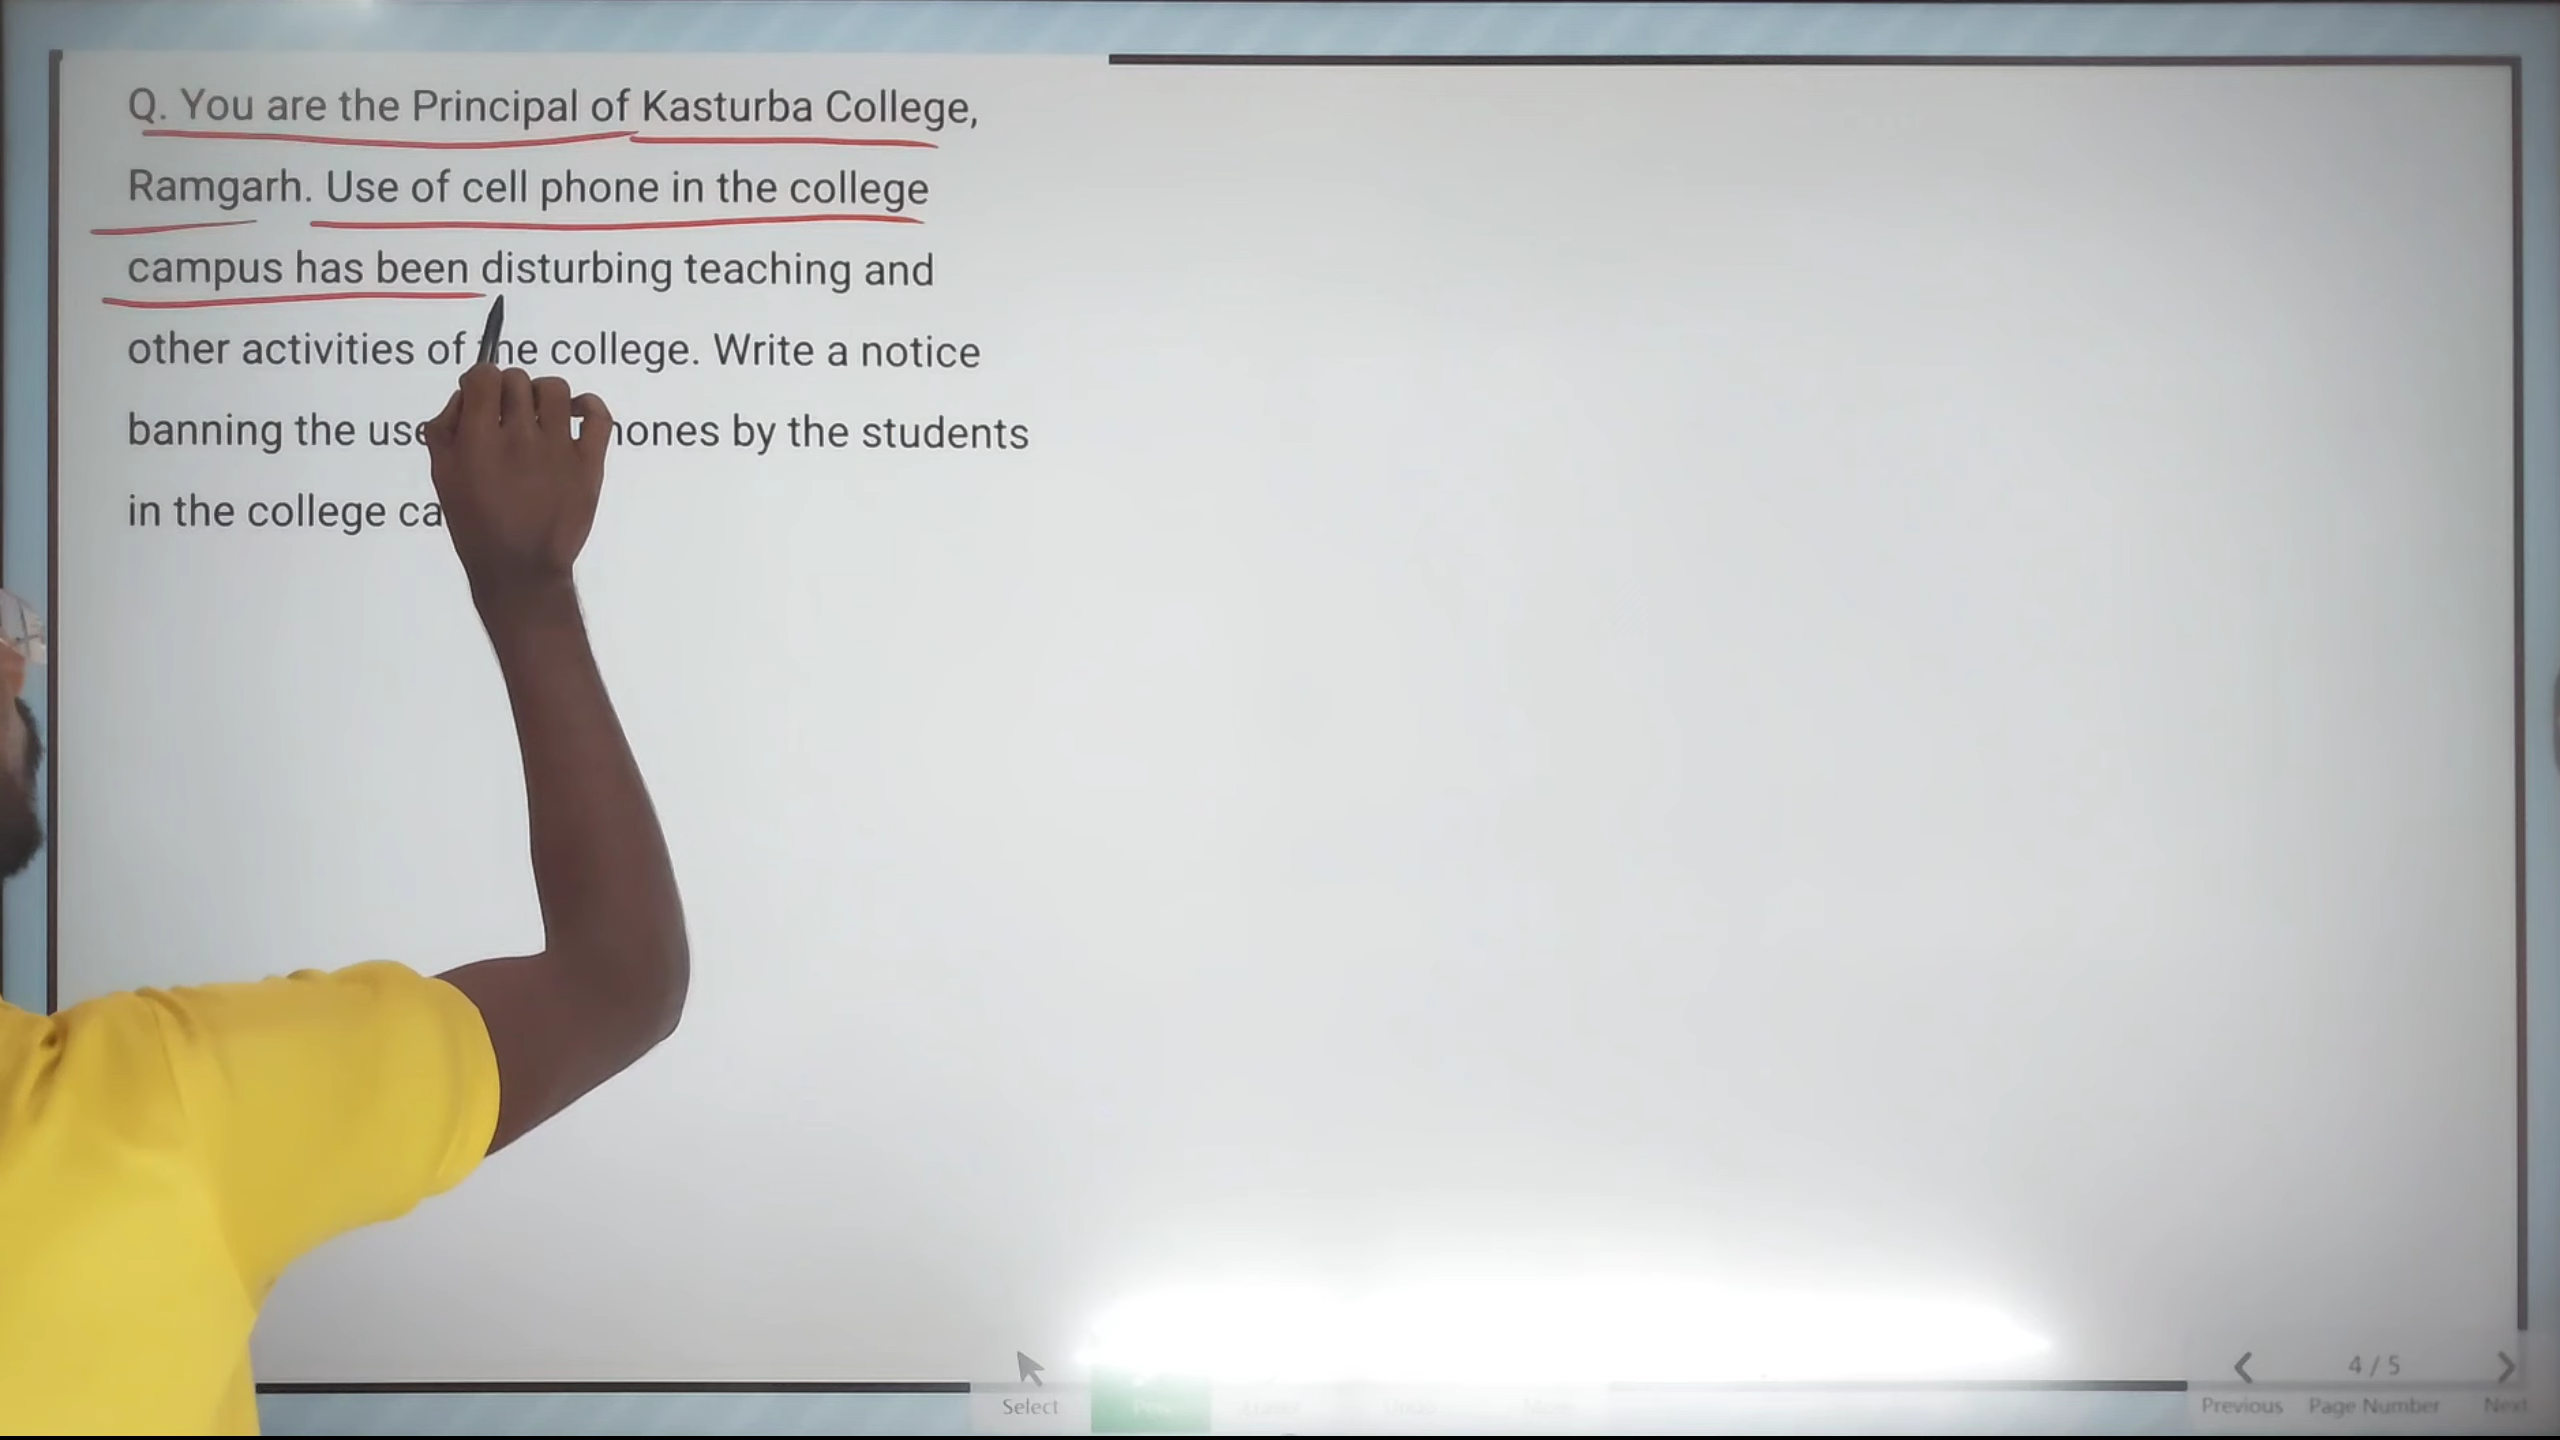 Q. You are the Principal of Kasturba College,
Ramgarh. Use of cell phone in the college
campus has been disturbing teaching and
other activities of the college. Write a notice
banning the use by the students
in the college
Select
4 / 5
Previous Page Number Next